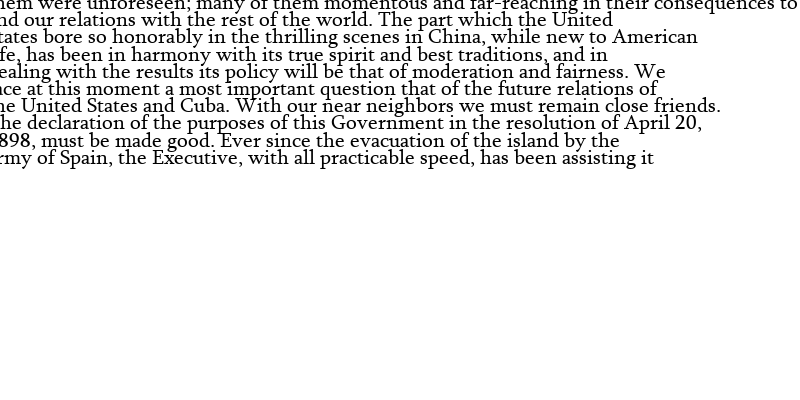 hem were unforeseen; many of them momentous and far-reaching in their consequences to
nd our relations with the rest of the world. The part which the United
tates bore so honorably in the thrilling scenes in China, while new to American
fe, has been in harmony with its true spirit and best traditions, and in
ealing with the results its policy will be that of moderation and fairness. We
ace at this moment a most important question that of the future relations of
he United States and Cuba. With our near neighbors we must remain close friends.
he declaration of the purposes of this Government in the resolution of April 20,
898, must be made good. Ever since the evacuation of the island by the
rmy of Spain, the Executive, with all practicable speed, has been assisting it